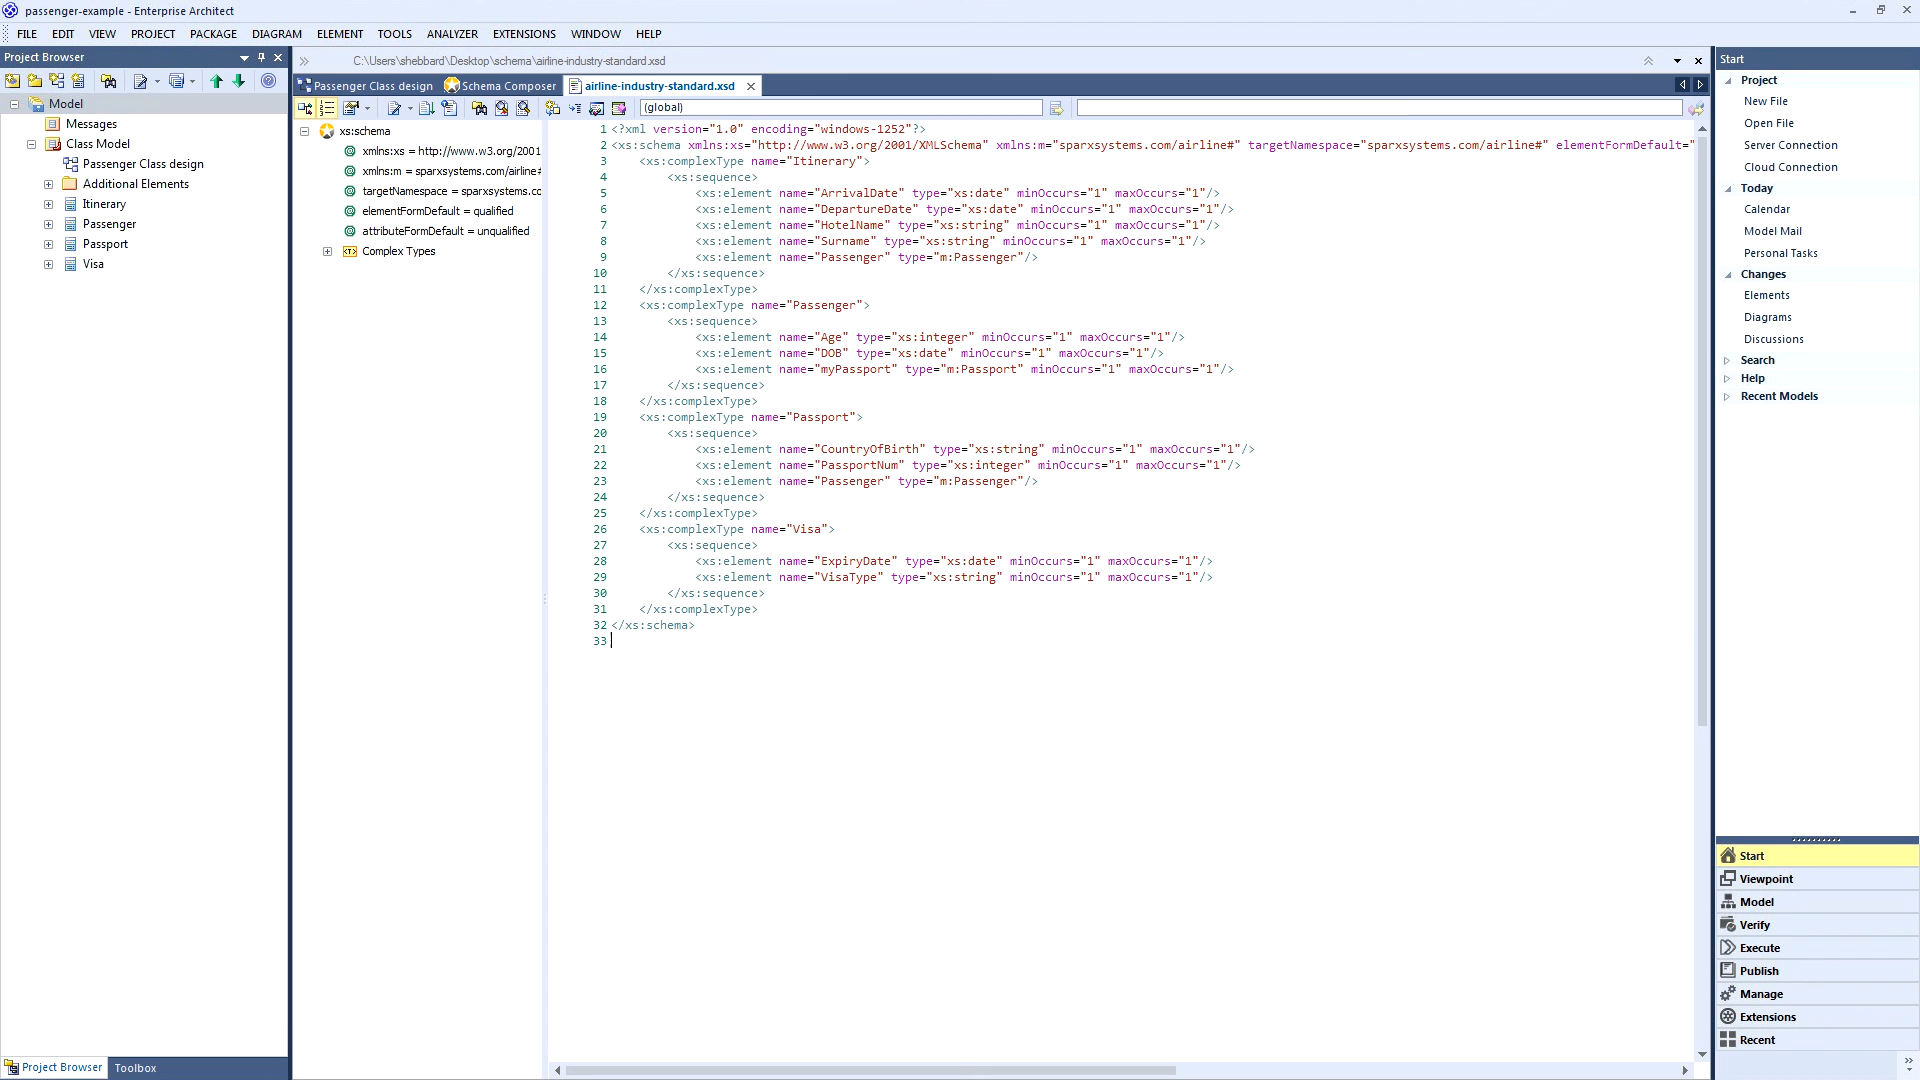 passenger-example - Enterprise Architect
FILE EDIT VIEW PROJECT PACKAGE DIAGRAM ELEMENT TOOLS ANALYZER EXTENSIONS WINDOW HELP
Project Browser
Model
Messages
Class Model
Passenger Class design
Additional Elements
Itinerary
Passenger
Passport
Visa
Project Browser Toolbox
C:\Users\shebbard\Desktop\schema\airline-industry-standard.xsd
Passenger Class design Schema Composer airline-industry-standard.xsd
(global)
xs:schema
xmlns:xs = http://www.w3.org/2001
xmlns:m = sparxsystems.com/airline#
targetNamespace = sparxsystems.co
elementFormDefault = qualified
attributeFormDefault = unqualified
Complex Types
1 <?xml version="1.0" encoding="windows-1252"?>
2 <xs:schema xmlns:xs="http://www.w3.org/2001/XMLSchema" xmlns:m="sparxsystems.com/airline#" targetNamespace="sparxsystems.com/airline#" elementFormDefault="
3 <xs:complexType name="Itinerary">
4 <xs:sequence>
5 <xs:element name="ArrivalDate" type="xs:date" minOccurs="1" maxOccurs="1"/>
6 <xs:element name="DepartureDate" type="xs:date" minOccurs="1" maxOccurs="1"/>
7 <xs:element name="HotelName" type="xs:string" minOccurs="1" maxOccurs="1"/>
8 <xs:element name="Surname" type="xs:string" minOccurs="1" maxOccurs="1"/>
9 <xs:element name="Passenger" type="m:Passenger"/>
10 </xs:sequence>
11 </xs:complexType>
12 <xs:complexType name="Passenger">
13 <xs:sequence>
14 <xs:element name="Age" type="xs:integer" minOccurs="1" maxOccurs="1"/>
15 <xs:element name="DOB" type="xs:date" minOccurs="1" maxOccurs="1"/>
16 <xs:element name="myPassport" type="m:Passport" minOccurs="1" maxOccurs="1"/>
17 </xs:sequence>
18 </xs:complexType>
19 <xs:complexType name="Passport">
20 <xs:sequence>
21 <xs:element name="CountryOfBirth" type="xs:string" minOccurs="1" maxOccurs="1"/>
22 <xs:element name="PassportNum" type="xs:integer" minOccurs="1" maxOccurs="1"/>
23 <xs:element name="Passenger" type="m:Passenger"/>
24 </xs:sequence>
25 </xs:complexType>
26 <xs:complexType name="Visa">
27 <xs:sequence>
28 <xs:element name="ExpiryDate" type="xs:date" minOccurs="1" maxOccurs="1"/>
29 <xs:element name="VisaType" type="xs:string" minOccurs="1" maxOccurs="1"/>
30 </xs:sequence>
31 </xs:complexType>
32 </xs:schema>
33
Start
Project
New File
Open File
Server Connection
Cloud Connection
Today
Calendar
Model Mail
Personal Tasks
Changes
Elements
Diagrams
Discussions
Search
Help
Recent Models
Start
Viewpoint
Model
Verify
Execute
Publish
Manage
Extensions
Recent